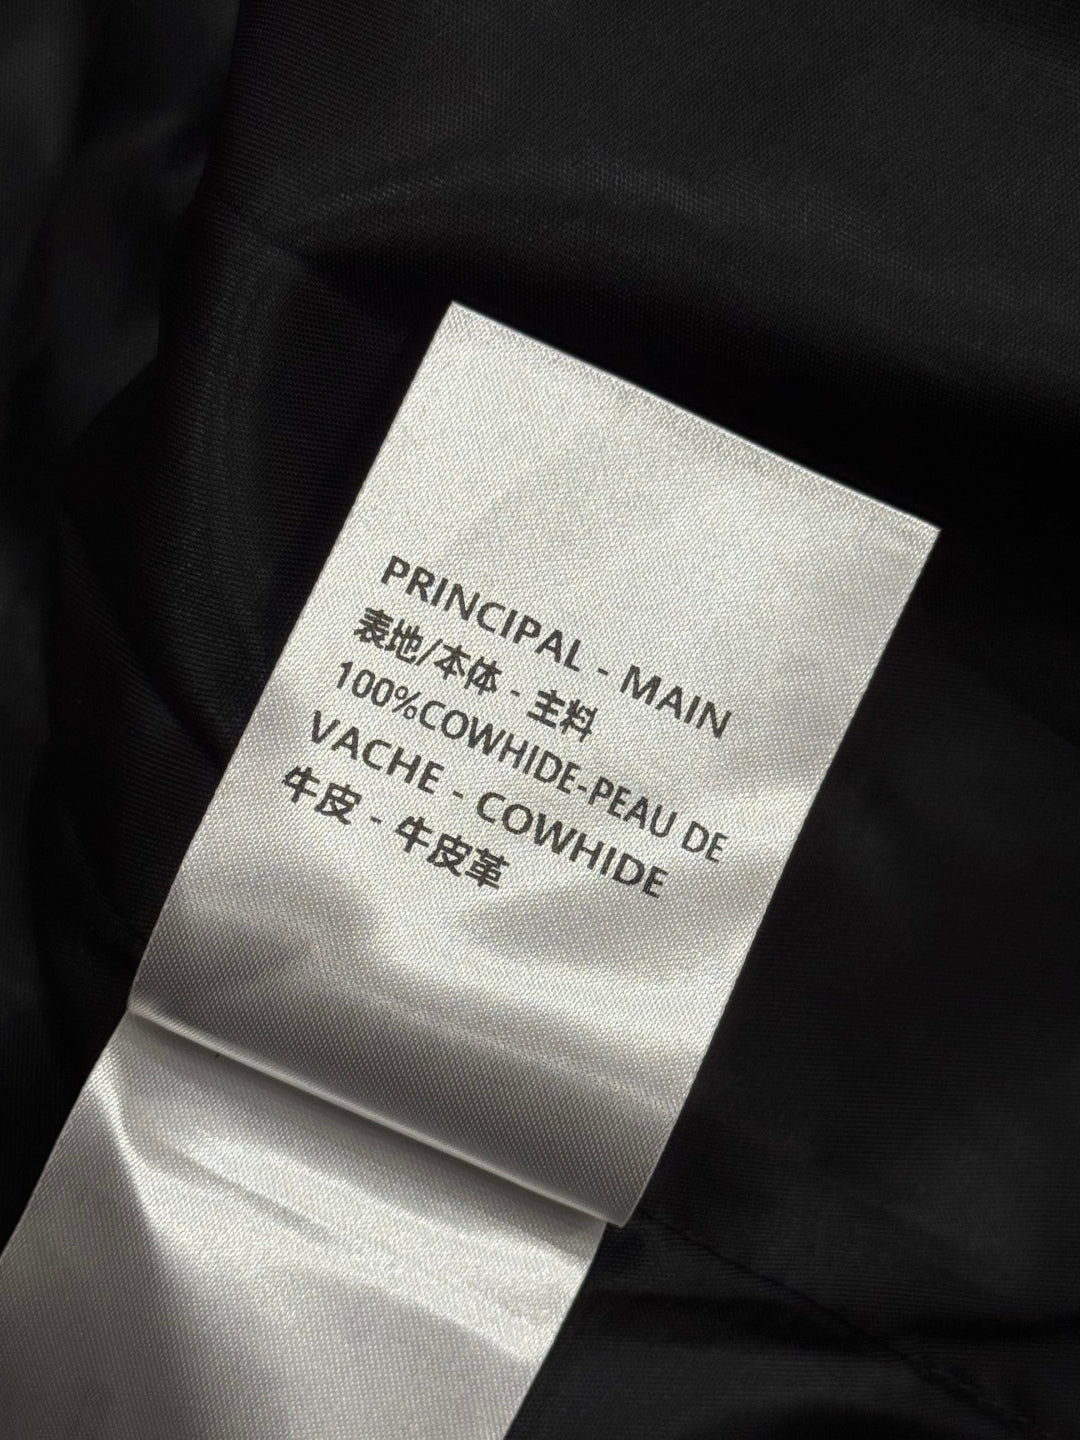 PRINCIPAL - MAIN
表地/本体 - 主料
100%COWHIDE-PEAU DE
VACHE - COWHIDE
牛皮 - 牛皮革